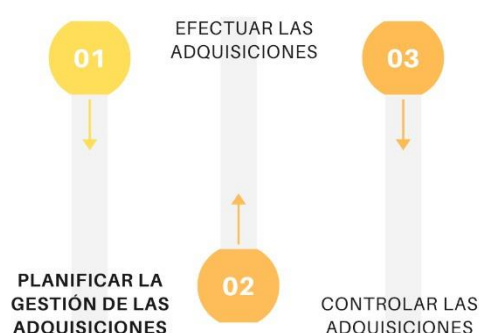 01
PLANIFICAR LA
GESTIÓN DE LAS
ADQUISICIONES
EFECTUAR LAS
ADQUISICIONES
02
03
CONTROLAR LAS
ADQUISICIONES